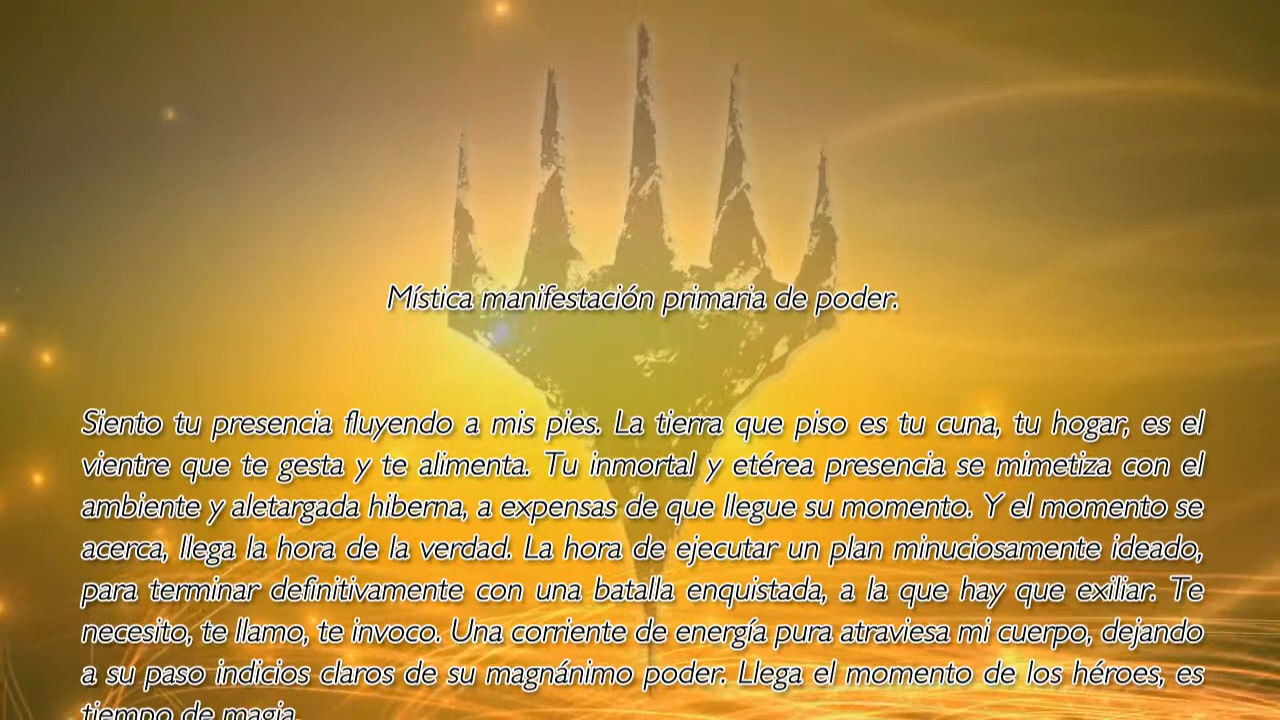 Mística manifestación primaria de poder.
Siento tu presencia fluyendo a mis pies. La tierra que piso es tu cuna, tu hogar, es el
vientre que te gesta y te alimenta. Tu inmortal y etérea presencia se mimetiza con el
ambiente y aletargada hiberna, a expensas de que llegue su momento. Y el momento se
acerca, llega la hora de la verdad. La hora de ejecutar un plan minuciosamente ideado,
para terminar definitivamente con una batalla enquistada, a la que hay que exiliar. Te
necesito, te llamo, te invoco. Una corriente de energía pura atraviesa mi cuerpo, dejando
a su paso indicios claros de su magnánimo poder. Llega el momento de los héroes, es
tiempo de magia.